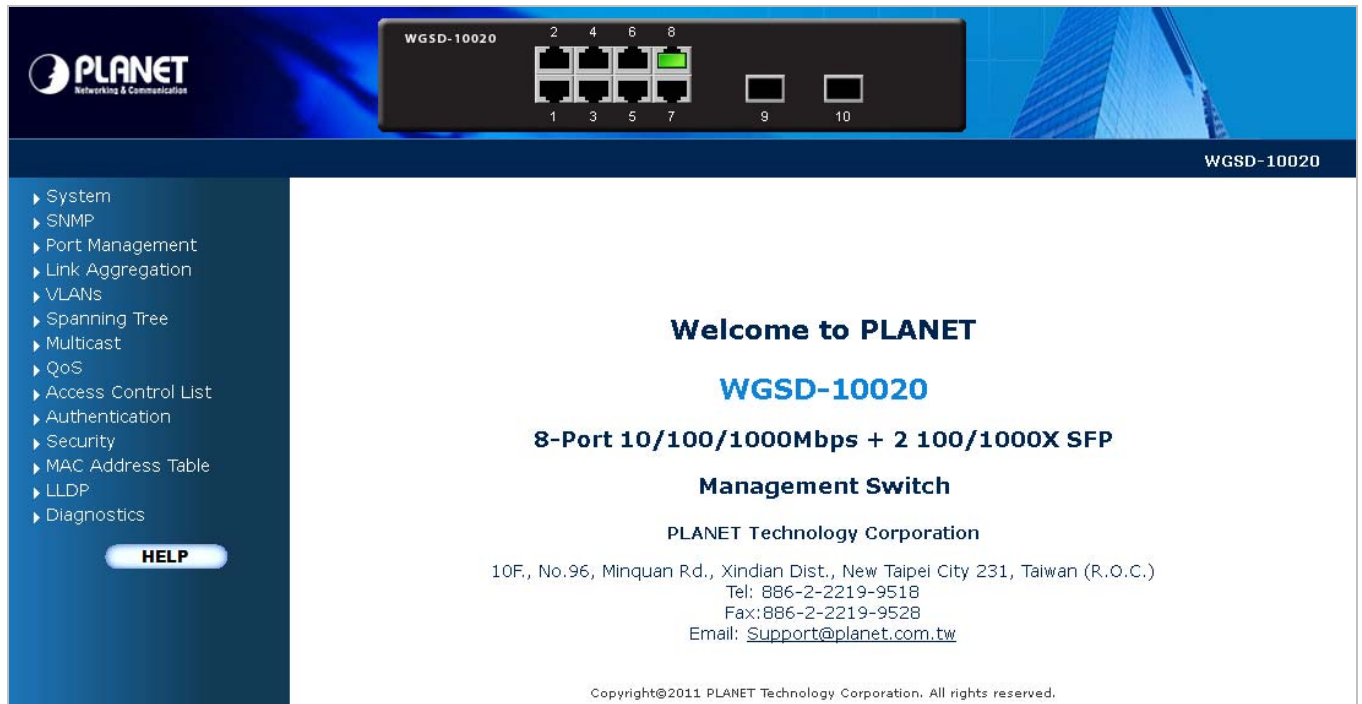 PLANET
Networking & Communication
WGSD-10020
2 4 6 8
1 3 5 7 9 10
WGSD-10020
System
SNMP
Port Management
Link Aggregation
VLANs
Spanning Tree
Multicast
QoS
Access Control List
Authentication
Security
MAC Address Table
LLDP
Diagnostics
HELP
Welcome to PLANET
WGSD-10020
8-Port 10/100/1000Mbps + 2 100/1000X SFP
Management Switch
PLANET Technology Corporation
10F., No.96, Minquan Rd., Xindian Dist., New Taipei City 231, Taiwan (R.O.C.)
Tel: 886-2-2219-9518
Fax:886-2-2219-9528
Email: Support@planet.com.tw
Copyright©2011 PLANET Technology Corporation. All rights reserved.